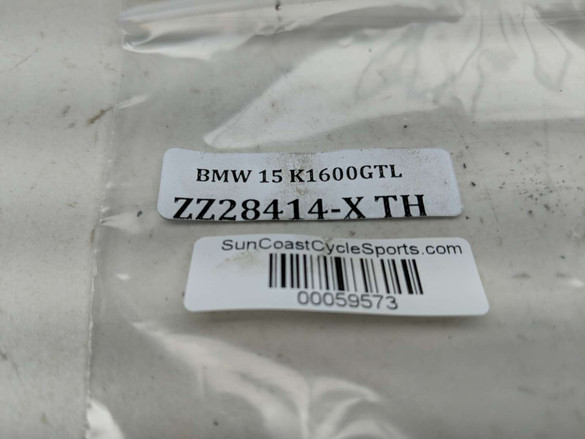 BMW 15 K1600GTL
ZZ28414-X TH
SunCoastCycleSports.com
00059573